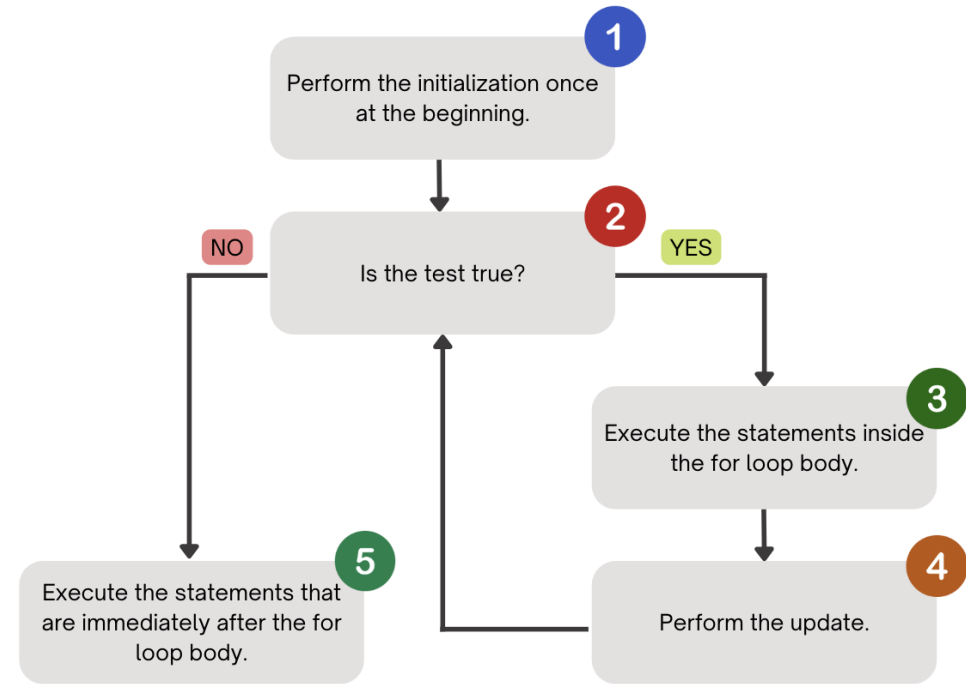 1
Perform the initialization once
at the beginning.
2
NO
YES
Is the test true?
3
Execute the statements inside
the for loop body.
4
Perform the update.
5
Execute the statements that
are immediately after the for
loop body.